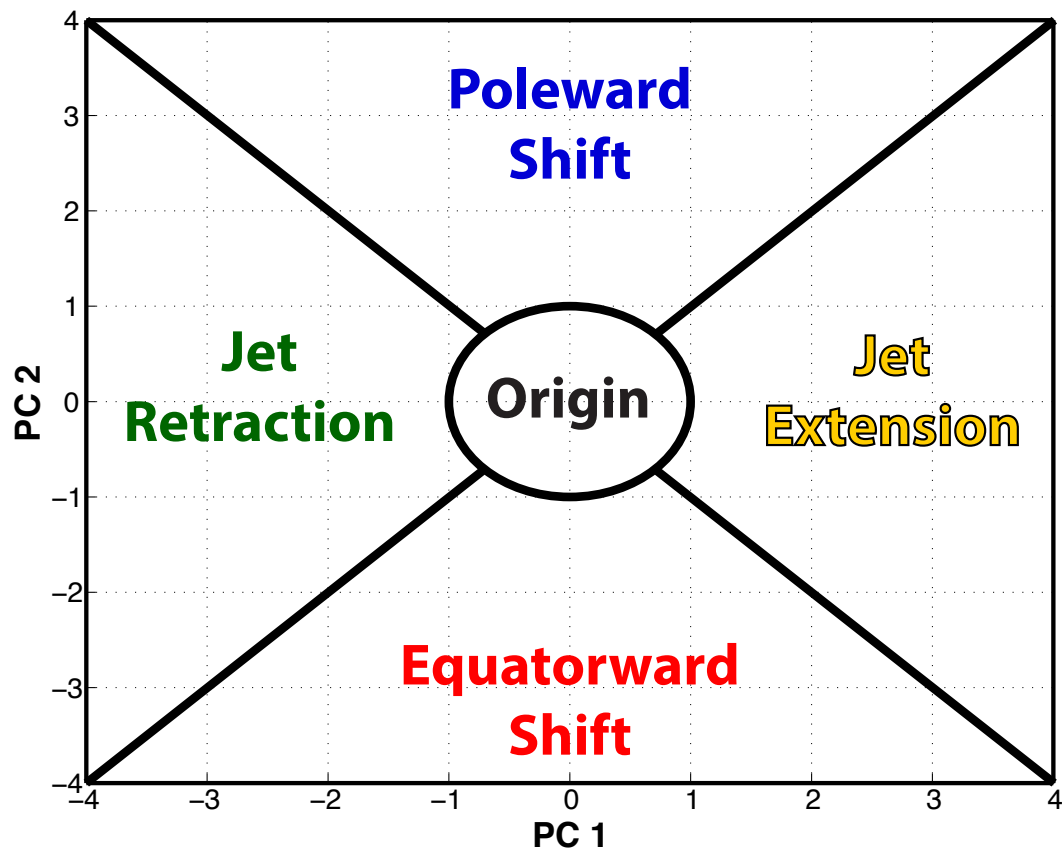 4
Poleward
3
Shift
2
1
Jet
Jet
PC 2
0
Origin
Retraction
Extension
−1
−2
Equatorward
−3
Shift
−4
−4 −3 −2 −1 0 1 2 3 4
PC 1